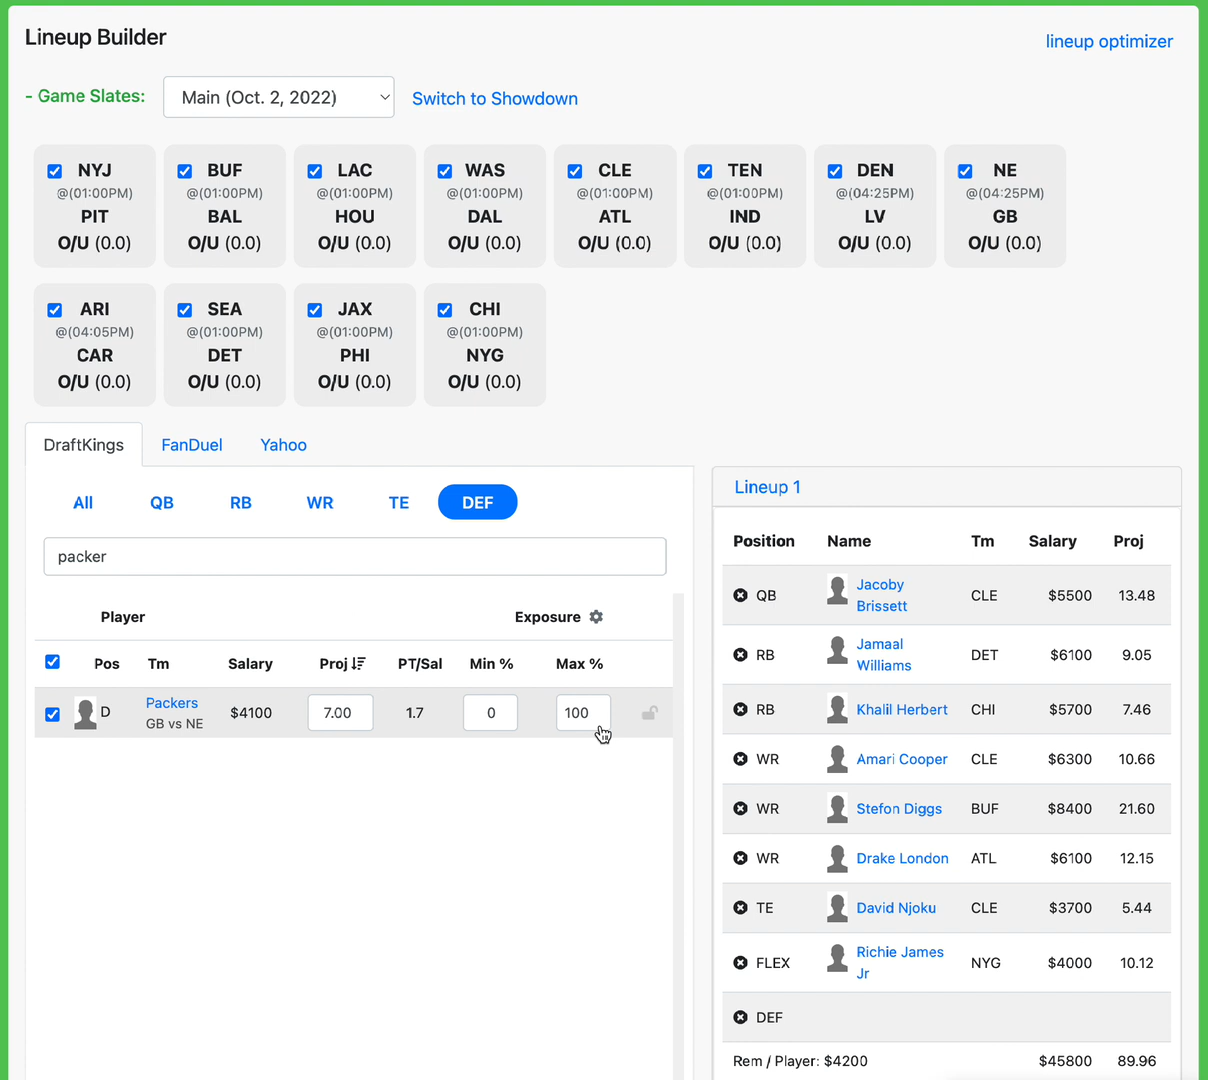 Lineup Builder
lineup optimizer
- Game Slates:
Main (Oct. 2, 2022)
Switch to Showdown
NYJ
@(01:00PM)
PIT
O/U (0.0)
BUF
@(01:00PM)
BAL
O/U (0.0)
LAC
@(01:00PM)
HOU
O/U (0.0)
WAS
@(01:00PM)
DAL
O/U (0.0)
CLE
@(01:00PM)
ATL
O/U (0.0)
TEN
@(01:00PM)
IND
O/U (0.0)
DEN
@(04:25PM)
LV
O/U (0.0)
NE
@(04:25PM)
GB
O/U (0.0)
ARI
@(04:05PM)
CAR
O/U (0.0)
SEA
@(01:00PM)
DET
O/U (0.0)
JAX
@(01:00PM)
PHI
O/U (0.0)
CHI
@(01:00PM)
NYG
O/U (0.0)
DraftKings FanDuel Yahoo
All QB RB WR TE DEF
packer
Player Exposure
Pos Tm Salary Proj PT/Sal Min % Max %
D Packers $4100 7.00 1.7 0 100
GB vs NE
Lineup 1
Position Name Tm Salary Proj
QB Jacoby Brissett CLE $5500 13.48
RB Jamaal Williams DET $6100 9.05
RB Khalil Herbert CHI $5700 7.46
WR Amari Cooper CLE $6300 10.66
WR Stefon Diggs BUF $8400 21.60
WR Drake London ATL $6100 12.15
TE David Njoku CLE $3700 5.44
FLEX Richie James Jr NYG $4000 10.12
DEF
Rem / Player: $4200 $45800 89.96